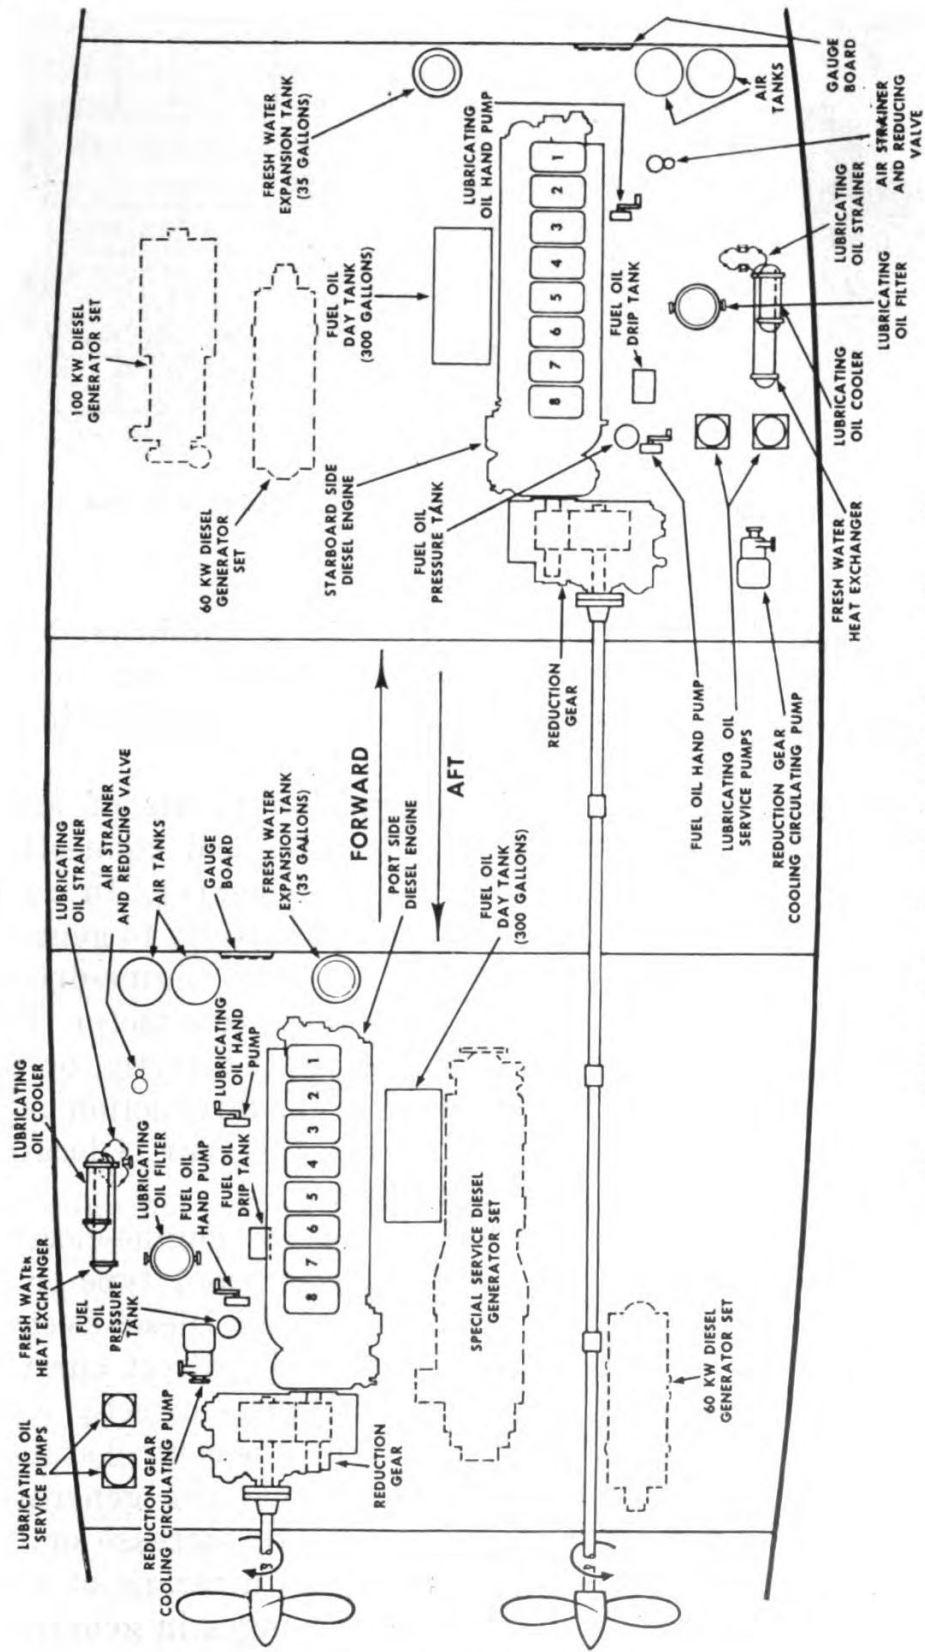 LUBRICATING OIL
SERVICE PUMPS
FRESH WATER
HEAT EXCHANGER
LUBRICATING
OIL COOLER
LUBRICATING
OIL STRAINER
AIR STRAINER
AND REDUCING VALVE
AIR TANKS
GAUGE
BOARD
FRESH WATER
EXPANSION TANK
(35 GALLONS)
FUEL
OIL
PRESSURE
TANK
LUBRICATING
OIL FILTER
FUEL OIL
HAND PUMP
FUEL OIL
DRIP TANK
LUBRICATING
OIL HAND
PUMP
REDUCTION GEAR
COOLING CIRCULATING PUMP
8
7
6
5
4
3
2
1
REDUCTION
GEAR
PORT SIDE
DIESEL ENGINE
FUEL OIL
DAY TANK
(300 GALLONS)
SPECIAL SERVICE DIESEL
GENERATOR SET
60 KW DIESEL
GENERATOR SET
FORWARD
AFT
100 KW DIESEL
GENERATOR SET
60 KW DIESEL
GENERATOR
SET
FRESH WATER
EXPANSION TANK
(35 GALLONS)
FUEL OIL
DAY TANK
(300 GALLONS)
STARBOARD SIDE
DIESEL ENGINE
LUBRICATING
OIL HAND PUMP
FUEL OIL
PRESSURE TANK
8
7
6
5
4
3
2
1
REDUCTION
GEAR
FUEL OIL
DRIP TANK
FUEL OIL HAND PUMP
LUBRICATING OIL
SERVICE PUMPS
REDUCTION GEAR
COOLING CIRCULATING PUMP
FRESH WATER
HEAT EXCHANGER
LUBRICATING
OIL COOLER
LUBRICATING
OIL FILTER
LUBRICATING
OIL STRAINER
AIR STRAINER
AND REDUCING
VALVE
AIR
TANKS
GAUGE
BOARD